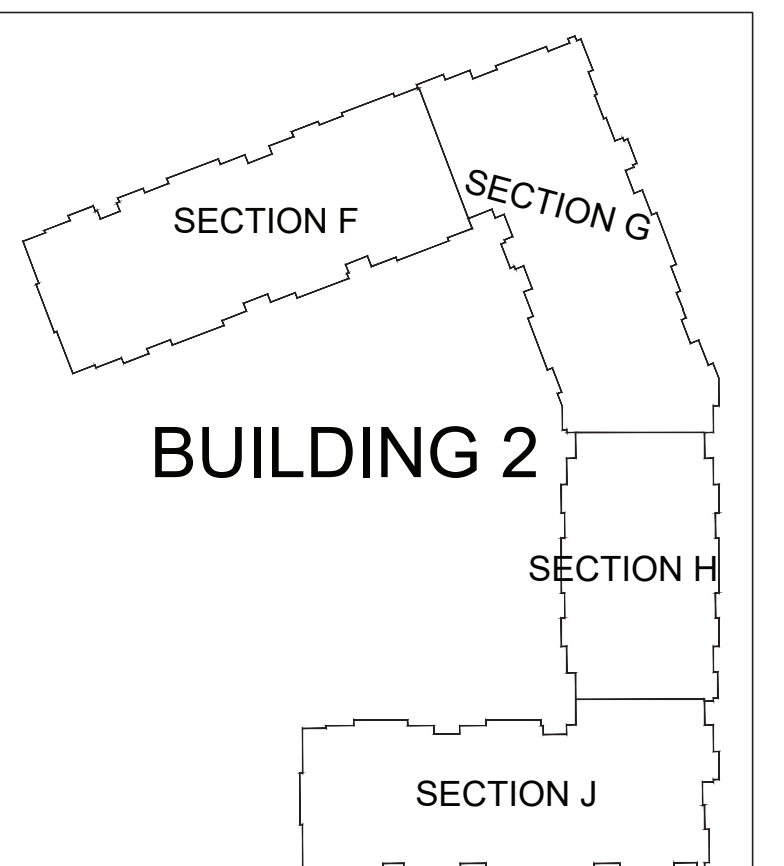 SECTION F
SECTION G
BUILDING 2
SECTION H
SECTION J